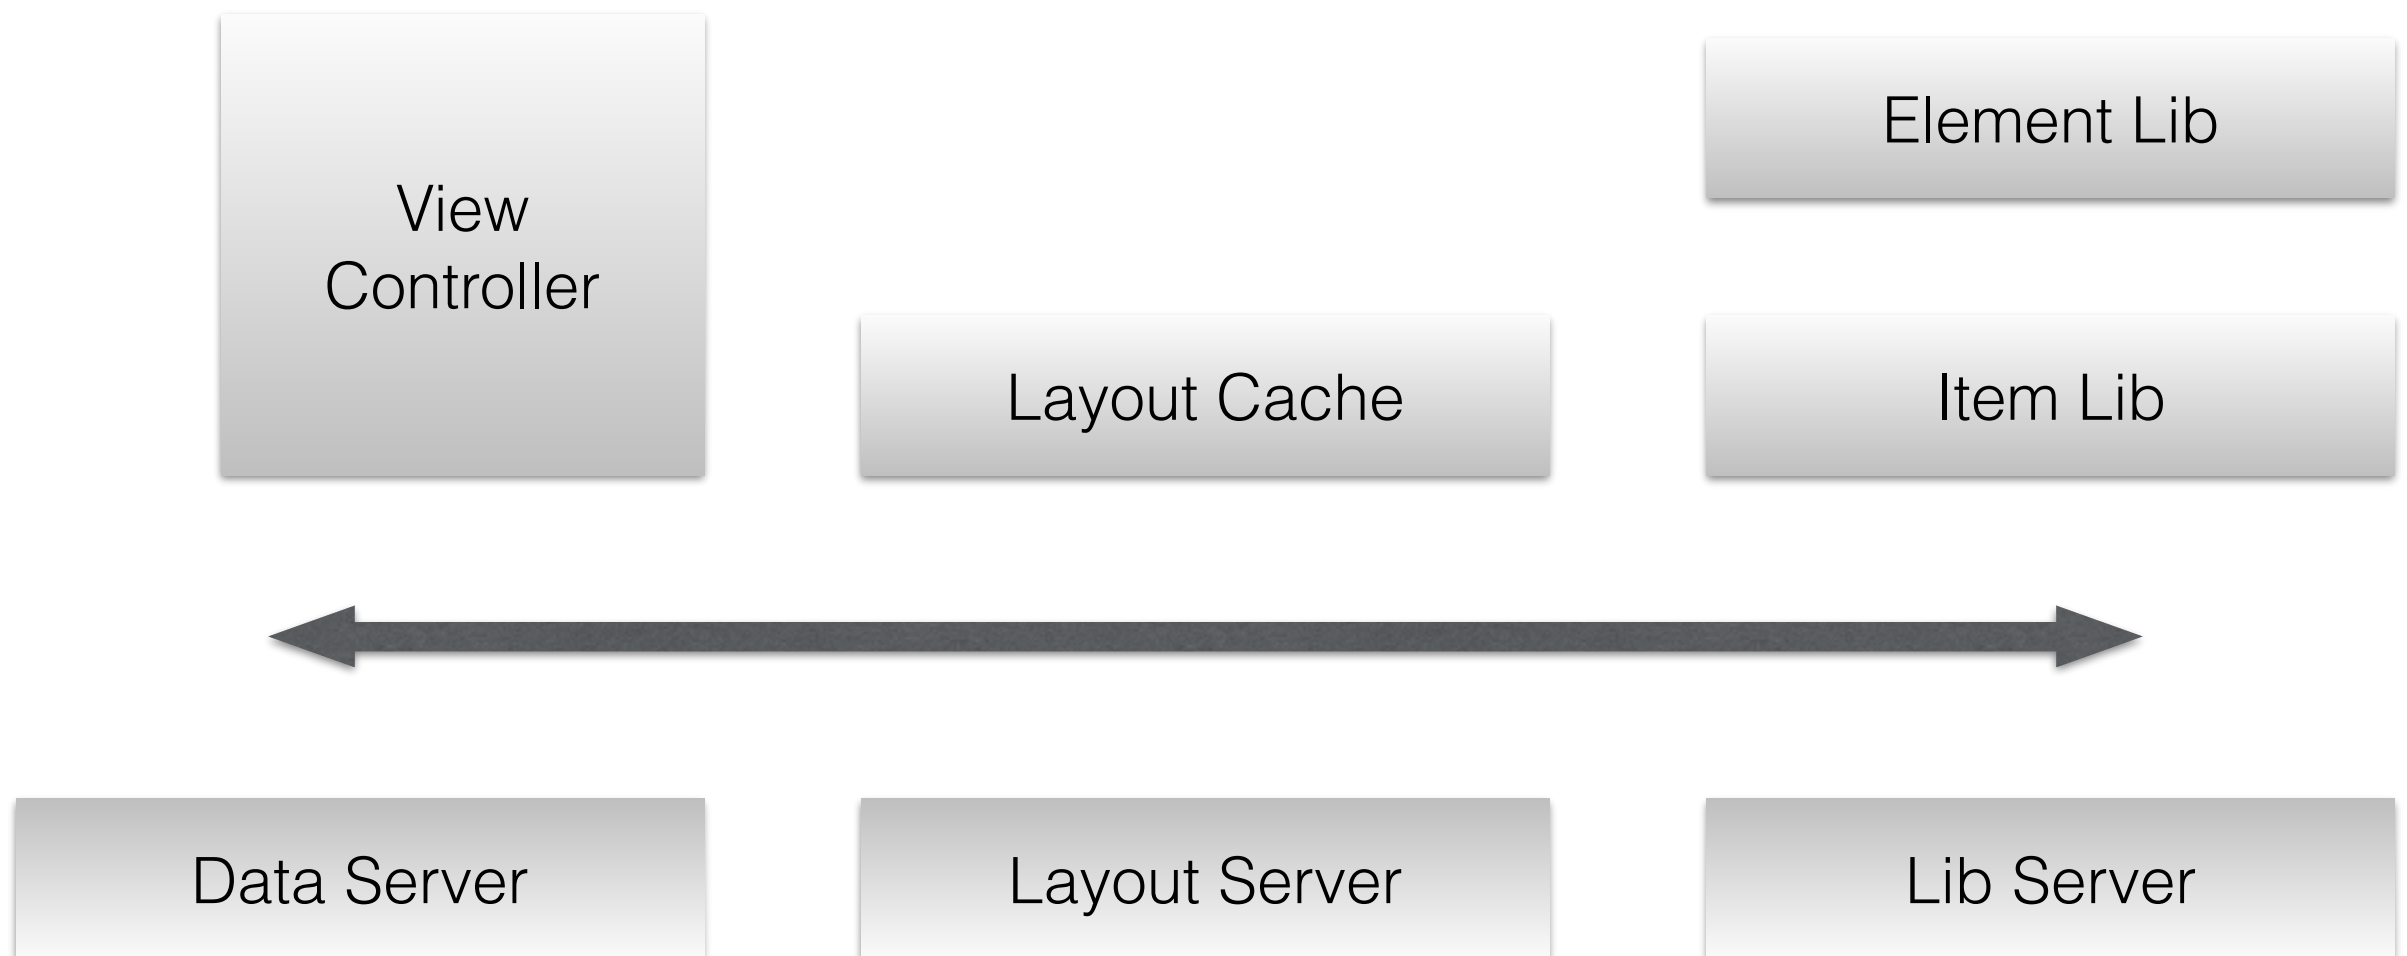 View
Controller
Element Lib
Layout Cache
Item Lib
Data Server
Layout Server
Lib Server